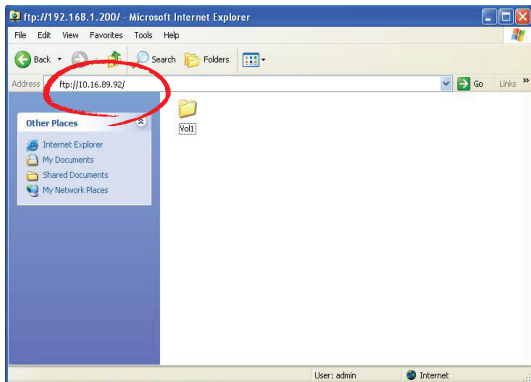 ftp://192.168.1.200/ - Microsoft Internet Explorer
File Edit View Favorites Tools Help
Back Search Folders
Address ftp://10.16.89.92/ Go Links »
Other Places
Internet Explorer
My Documents
Shared Documents
My Network Places
Vol1
User: admin Internet